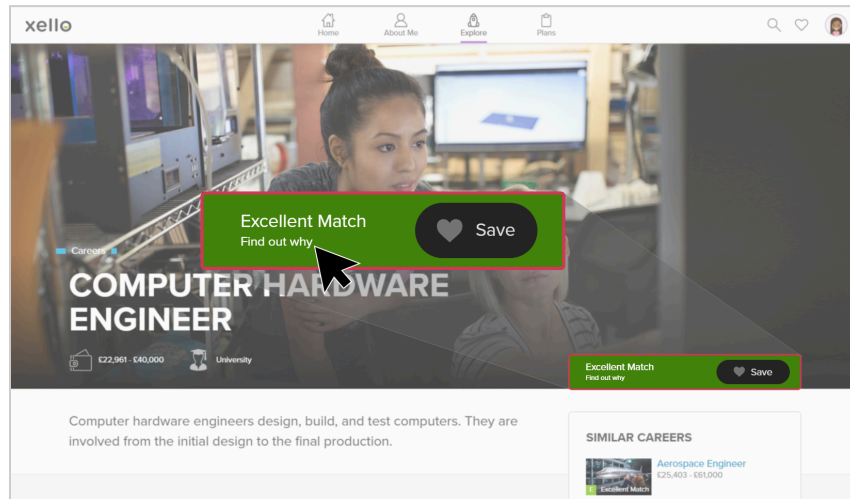 xello
Home
About Me
Explore
Plans
Excellent Match
Find out why
Save
Careers
COMPUTER HARDWARE
ENGINEER
£22,961 - £40,000
University
Excellent Match
Find out why
Save
Computer hardware engineers design, build, and test computers. They are
involved from the initial design to the final production.
SIMILAR CAREERS
Aerospace Engineer
£25,403 - £61,000
Excellent Match